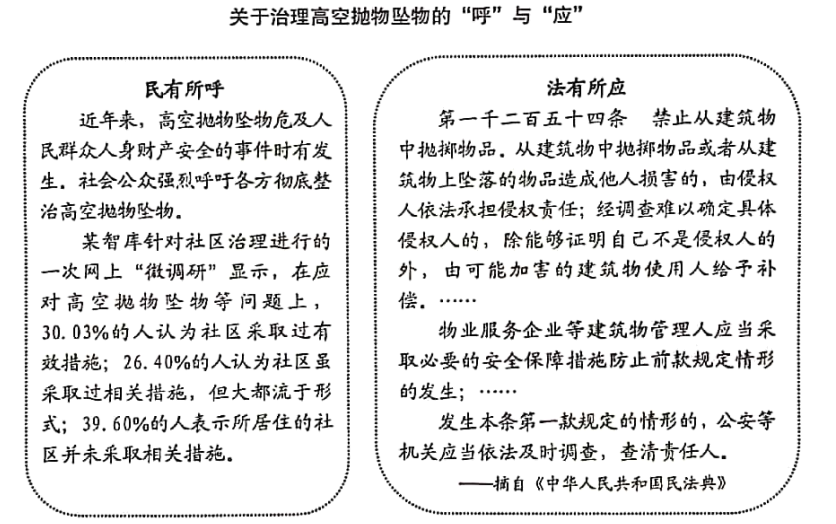 关于治理高空抛物坠物的“呼”与“应”
民有所呼
近年来，高空抛物坠物危及人
民群众人身财产安全的事件时有发
生。社会公众强烈呼吁各方彻底整
治高空抛物坠物。
某智库针对社区治理进行的
一次网上“微调研”显示，在应
对高空抛物坠物等问题上，
30.03%的人认为社区采取过有
效措施；26.40%的人认为社区虽
采取过相关措施，但大都流于形
式；39.60%的人表示所居住的社
区并未采取相关措施。
法有所应
第一千二百五十四条　禁止从建筑物
中抛掷物品。从建筑物中抛掷物品或者从建
筑物上坠落的物品造成他人损害的，由侵权
人依法承担侵权责任；经调查难以确定具体
侵权人的，除能够证明自己不是侵权人的
外，由可能加害的建筑物使用人给予补
偿。……
物业服务企业等建筑物管理人应当采
取必要的安全保障措施防止前款规定情形
的发生；……
发生本条第一款规定的情形的，公安等
机关应当依法及时调查，查清责任人。
——摘自《中华人民共和国民法典》